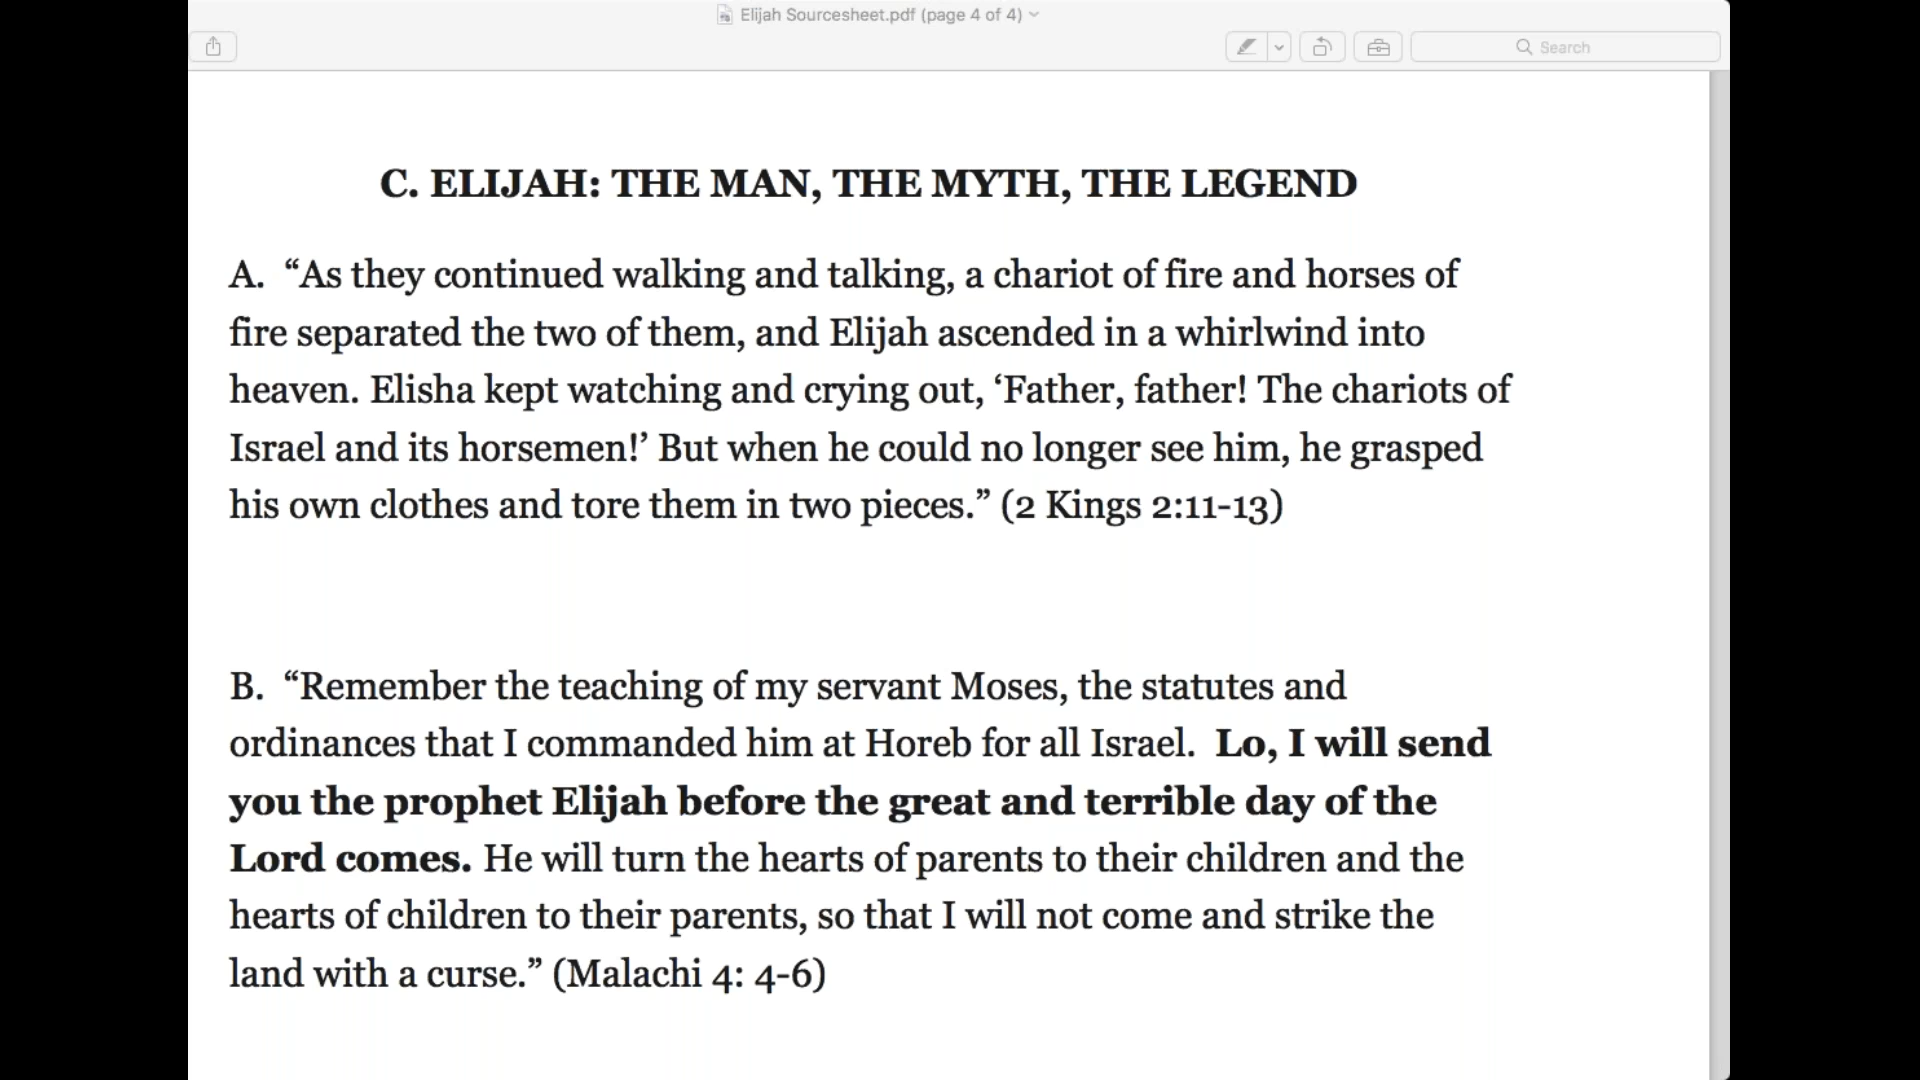 Elijah Sourcesheet.pdf (page 4 of 4)
Search
C. ELIJAH: THE MAN, THE MYTH, THE LEGEND
A. “As they continued walking and talking, a chariot of fire and horses of
fire separated the two of them, and Elijah ascended in a whirlwind into
heaven. Elisha kept watching and crying out, ‘Father, father! The chariots of
Israel and its horsemen!’ But when he could no longer see him, he grasped
his own clothes and tore them in two pieces.” (2 Kings 2:11-13)
B. “Remember the teaching of my servant Moses, the statutes and
ordinances that I commanded him at Horeb for all Israel. Lo, I will send
you the prophet Elijah before the great and terrible day of the
Lord comes. He will turn the hearts of parents to their children and the
hearts of children to their parents, so that I will not come and strike the
land with a curse.” (Malachi 4: 4-6)